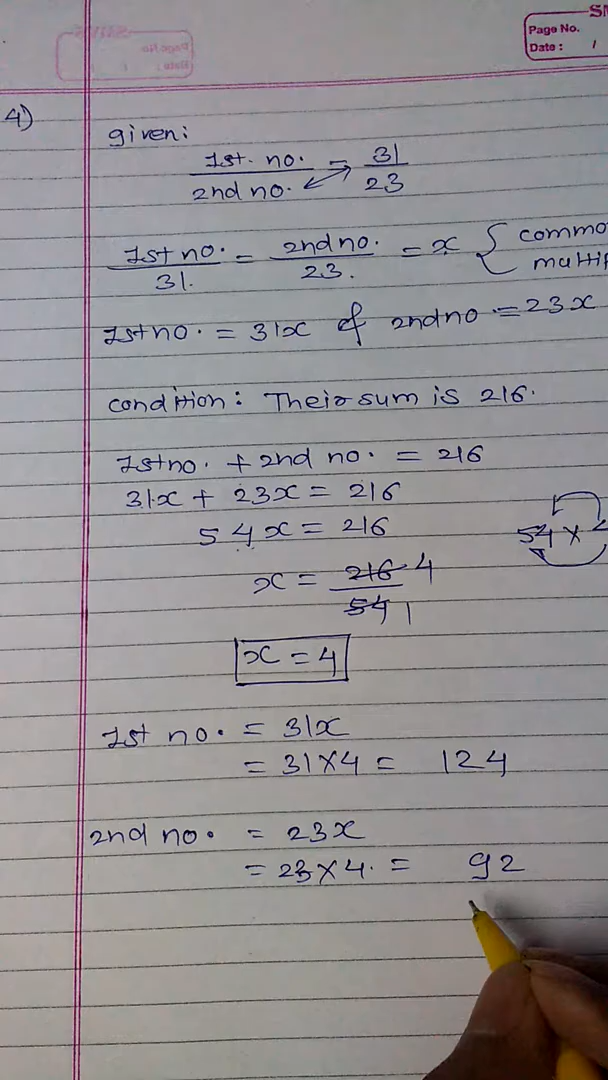 SM
Page No.
Date : /
4)
given:
1st. no. / 2nd no. = 31 / 23
1st no. / 31. = 2nd no. / 23. = x { commo
multip
1st no. = 31x & 2nd no. = 23x
condition: Their sum is 216.
1st no. + 2nd no. = 216
31x + 23x = 216
54x = 216
54 ×
x = 216 4 / 54 1
x = 4
1st no. = 31x
= 31×4 = 124
2nd no. = 23x
= 23×4. = 92